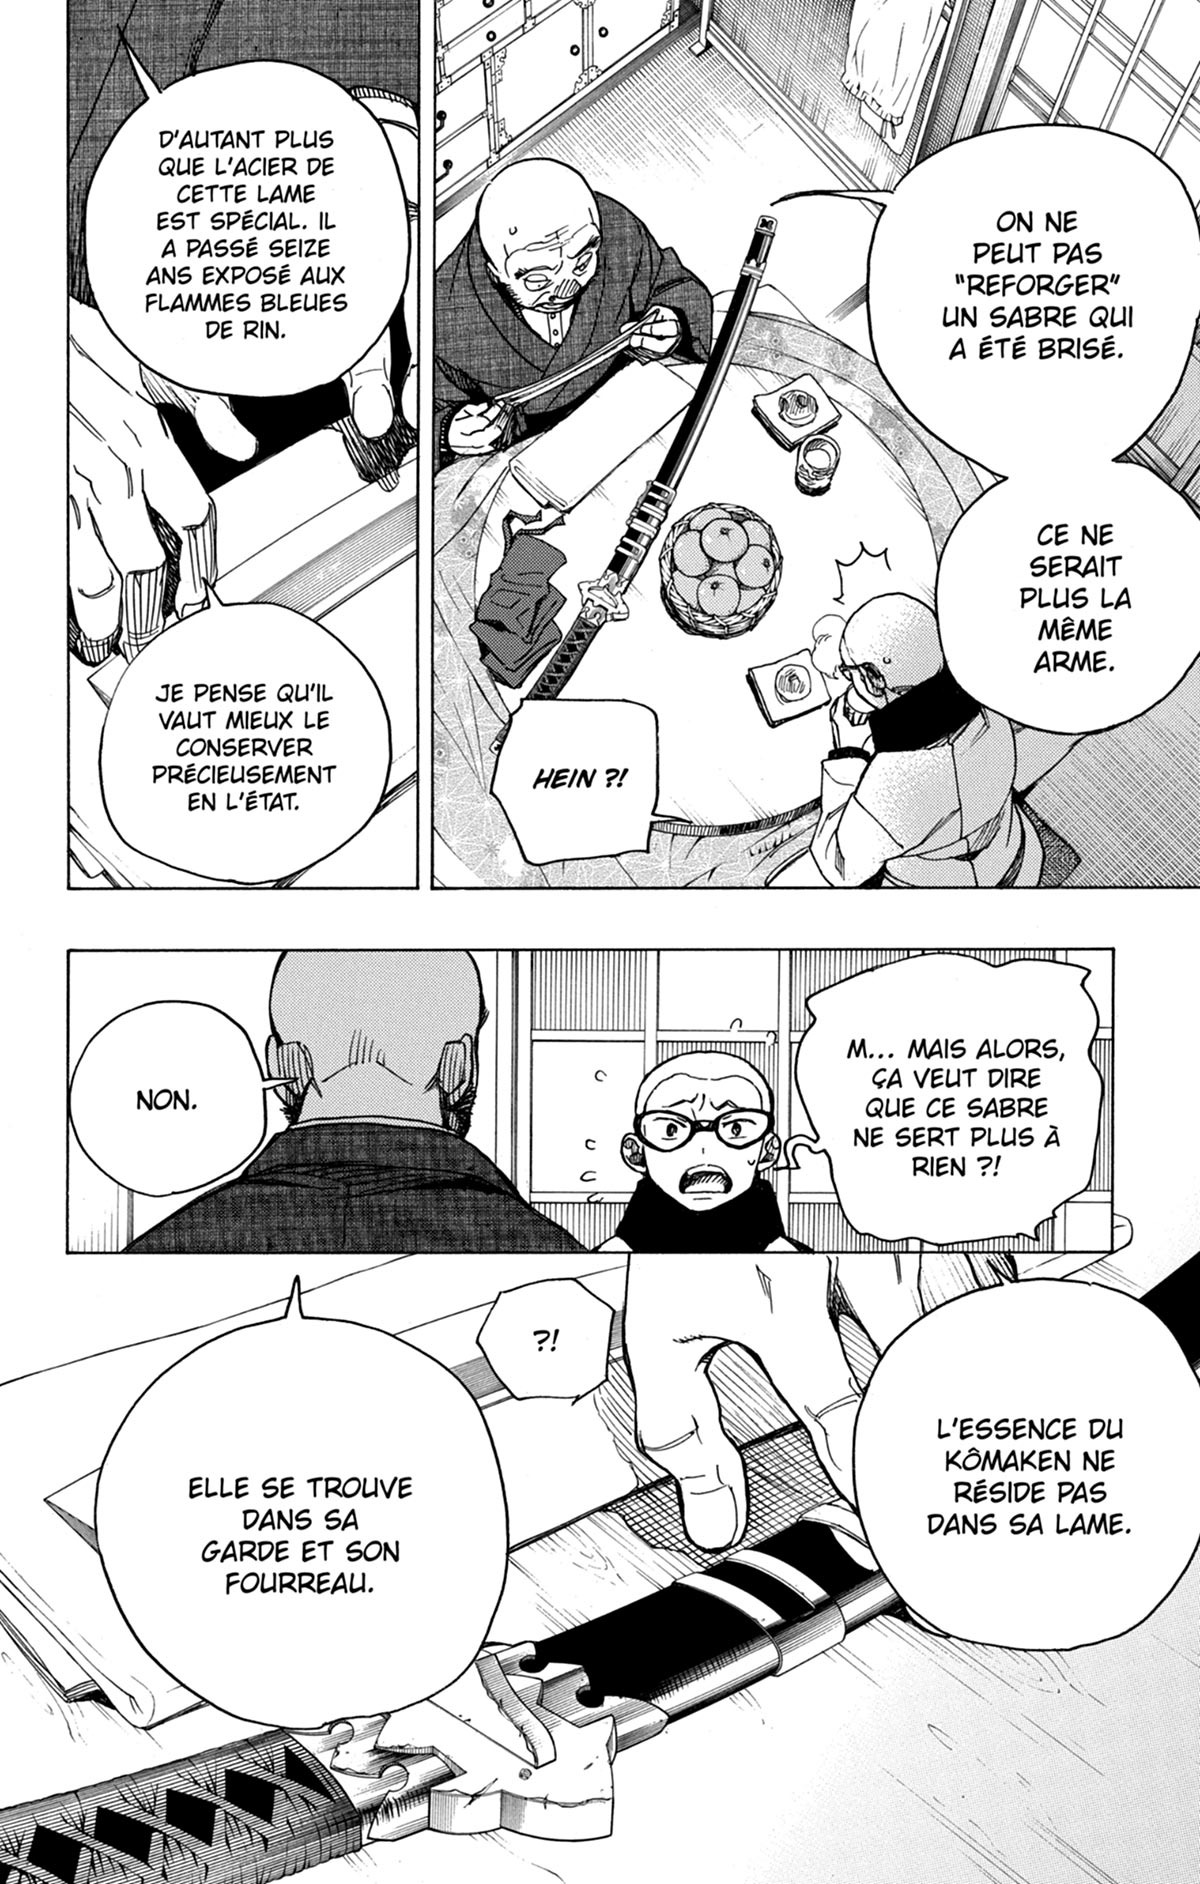 ON NE
PEUT PAS
"REFORGER"
UN SABRE QUI
A ÉTÉ BRISÉ.
CE NE
SERAIT
PLUS LA
MÊME
ARME.
HEIN ?!
D'AUTANT PLUS
QUE L'ACIER DE
CETTE LAME
EST SPÉCIAL. IL
A PASSÉ SEIZE
ANS EXPOSÉ AUX
FLAMMES BLEUES
DE RIN.
JE PENSE QU'IL
VAUT MIEUX LE
CONSERVER
PRÉCIEUSEMENT
EN L'ÉTAT.
M... MAIS ALORS,
ÇA VEUT DIRE
QUE CE SABRE
NE SERT PLUS À
RIEN ?!
NON.
L'ESSENCE DU
KÔMAKEN NE
RÉSIDE PAS
DANS SA LAME.
?!
ELLE SE TROUVE
DANS SA
GARDE ET SON
FOURREAU.